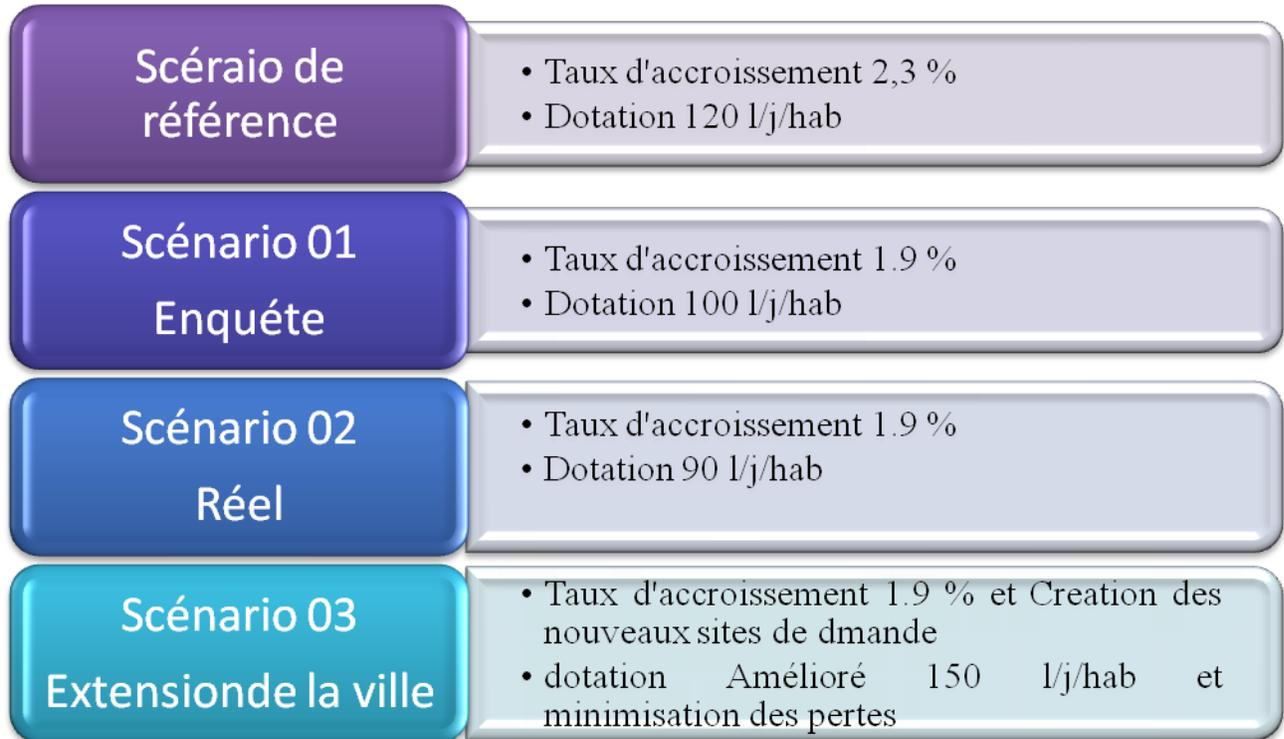 Scéraio de
référence
• Taux d'accroissement 2,3 %
• Dotation 120 l/j/hab
Scénario 01
Enquéte
• Taux d'accroissement 1.9 %
• Dotation 100 l/j/hab
Scénario 02
Réel
• Taux d'accroissement 1.9 %
• Dotation 90 l/j/hab
Scénario 03
Extensionde la ville
• Taux d'accroissement 1.9 % et Creation des
nouveaux sites de dmande
• dotation Amélioré 150 l/j/hab et
minimisation des pertes